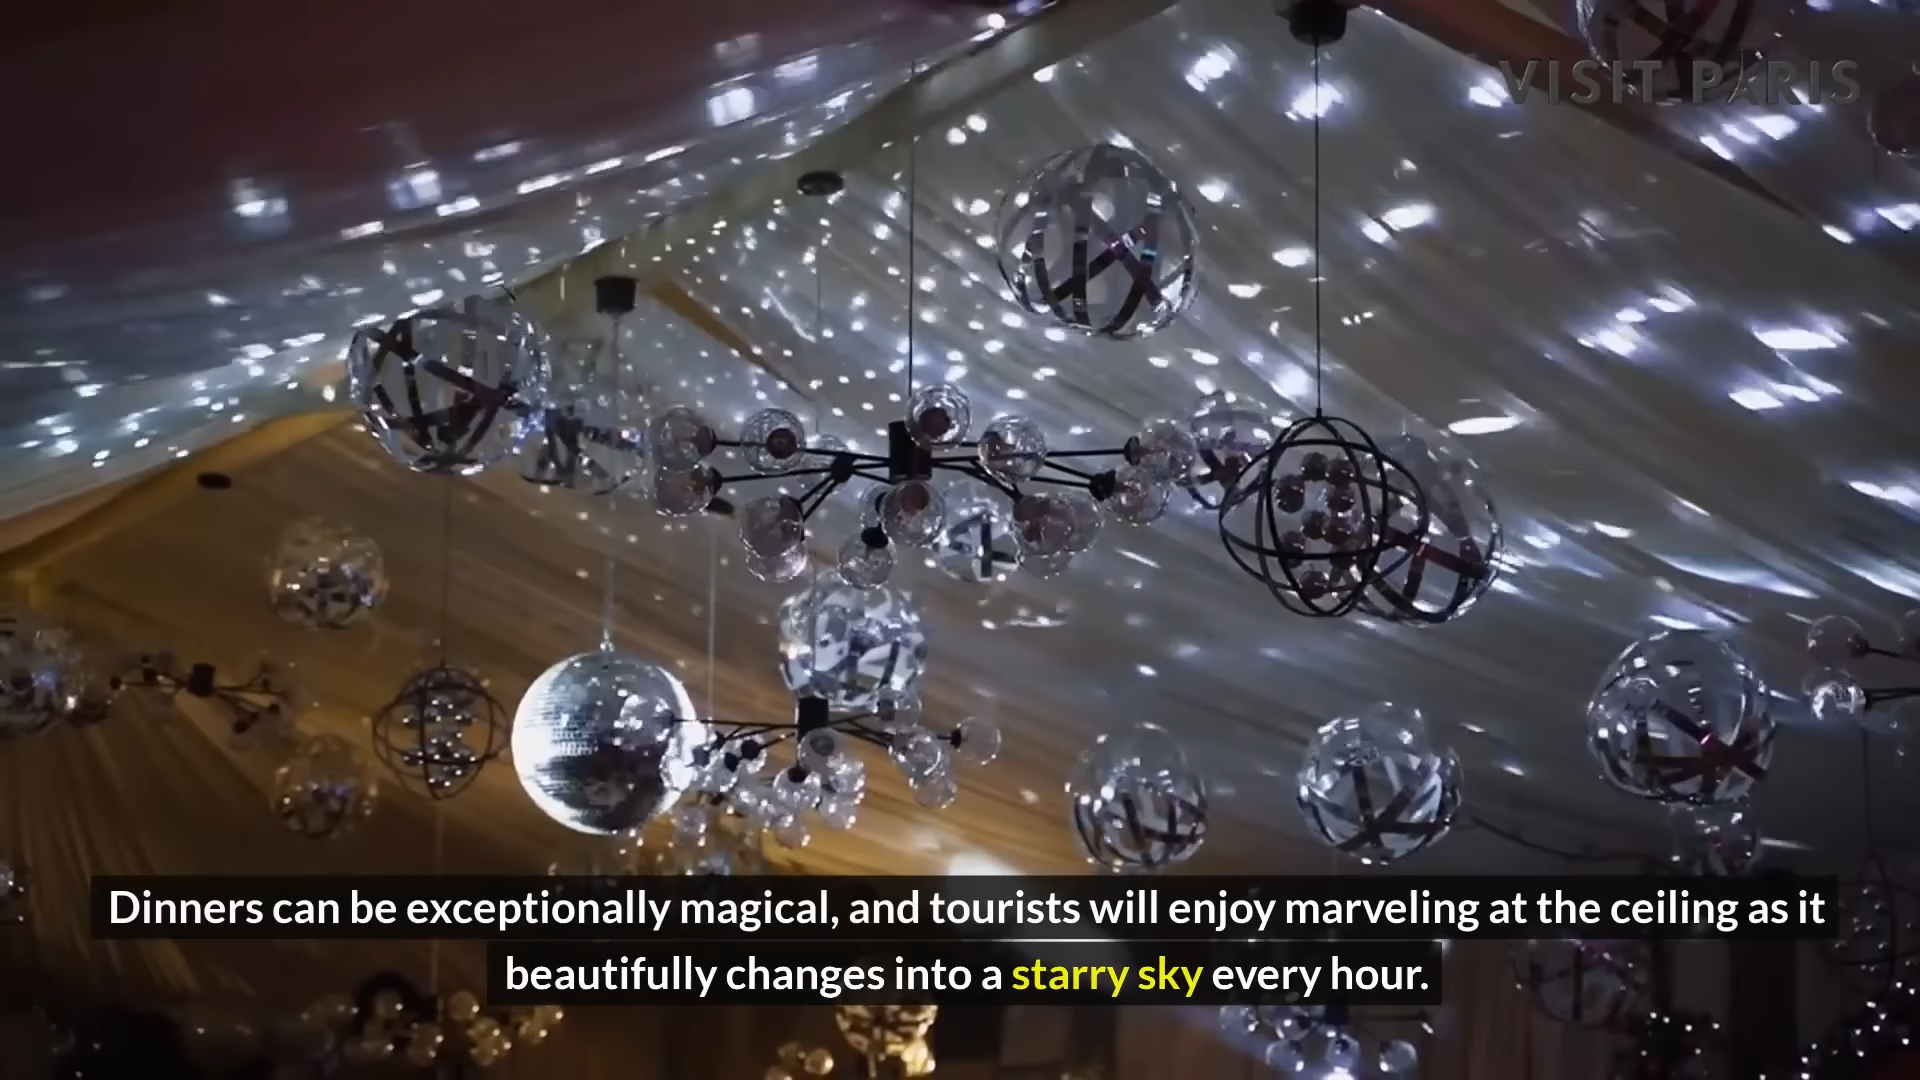 VISIT PARIS
Dinners can be exceptionally magical, and tourists will enjoy marveling at the ceiling as it
beautifully changes into a starry sky every hour.